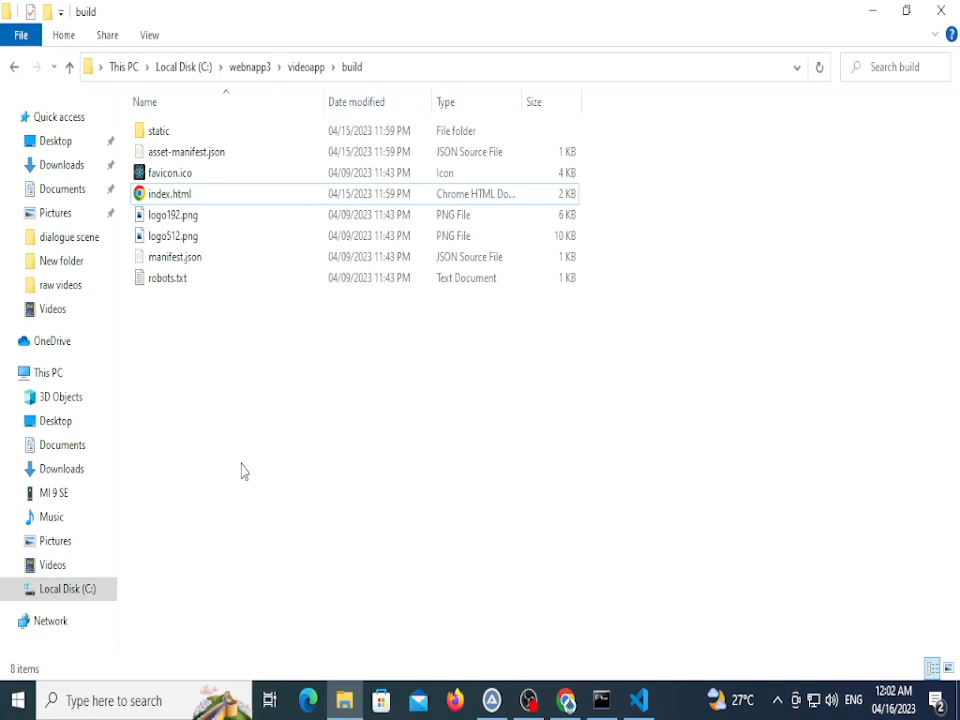 build
File Home Share View
This PC Local Disk (C:) webnapp3 videoapp build Search build
Name Date modified Type Size
static 04/15/2023 11:59 PM File folder
asset-manifest.json 04/15/2023 11:59 PM JSON Source File 1 KB
favicon.ico 04/09/2023 11:43 PM Icon 4 KB
index.html 04/15/2023 11:59 PM Chrome HTML Do... 2 KB
logo192.png 04/09/2023 11:43 PM PNG File 6 KB
logo512.png 04/09/2023 11:43 PM PNG File 10 KB
manifest.json 04/09/2023 11:43 PM JSON Source File 1 KB
robots.txt 04/09/2023 11:43 PM Text Document 1 KB
Quick access
Desktop
Downloads
Documents
Pictures
dialogue scene
New folder
raw videos
Videos
OneDrive
This PC
3D Objects
Desktop
Documents
Downloads
MI 9 SE
Music
Pictures
Videos
Local Disk (C:)
Network
8 items
Type here to search
27°C
ENG
12:02 AM
04/16/2023
2